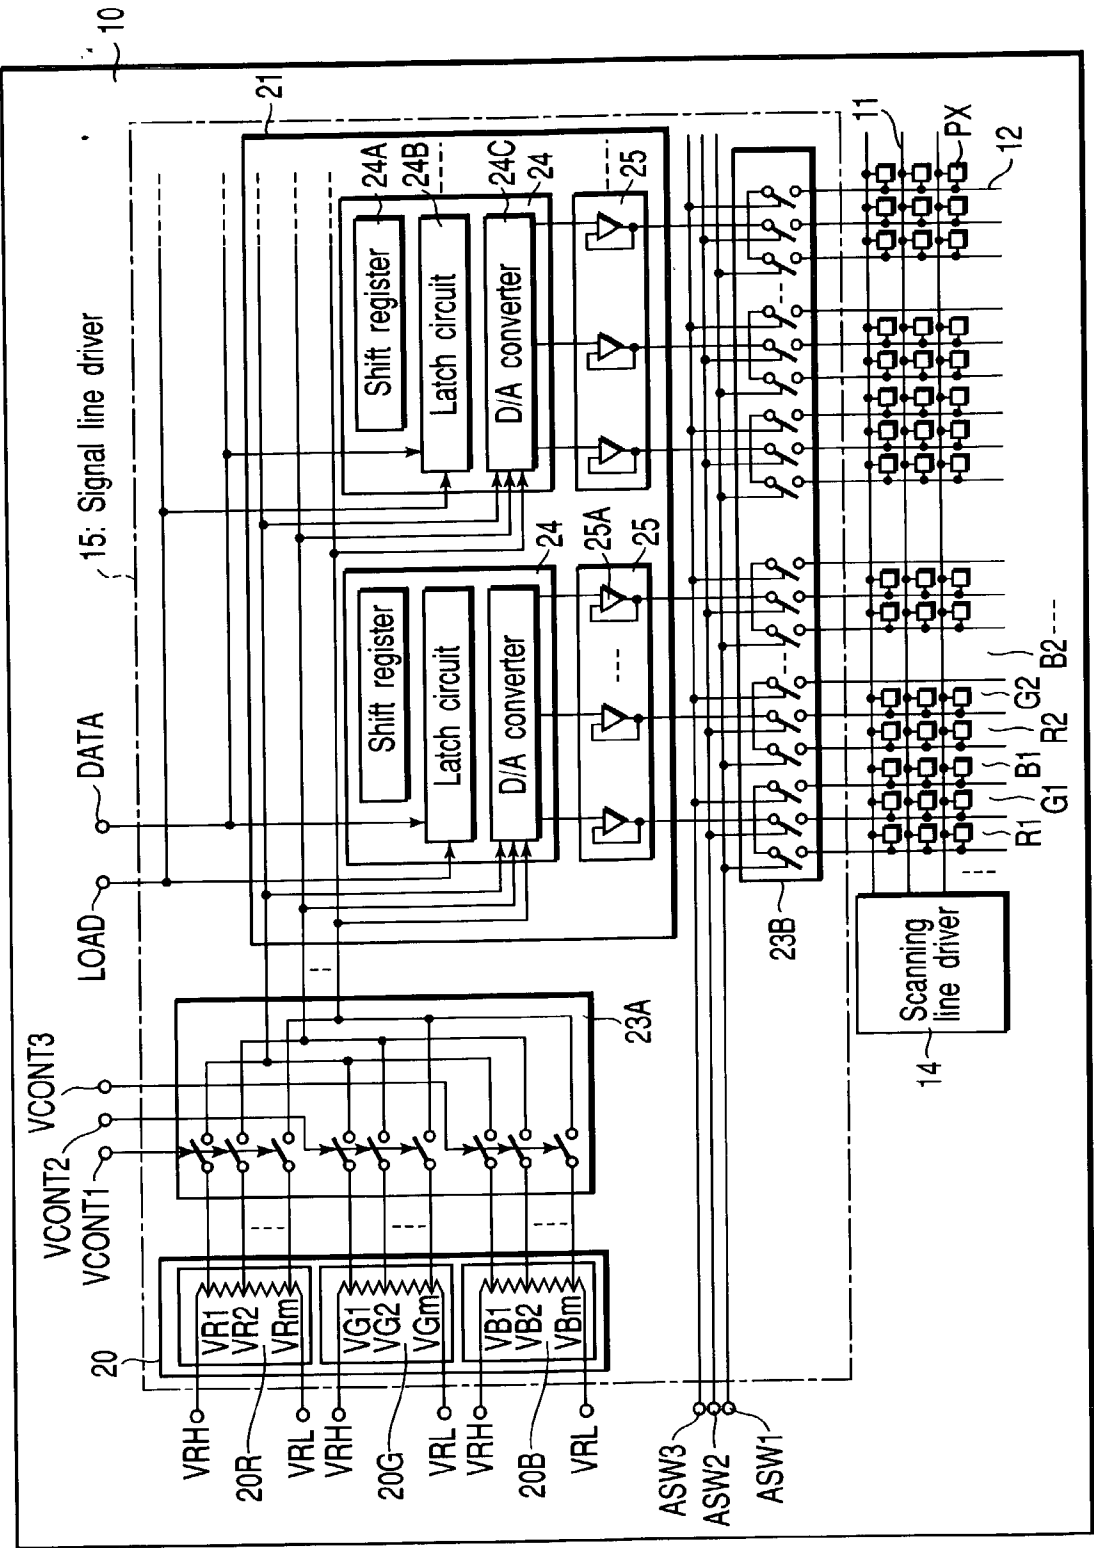 10
15: Signal line driver
VCONT3
VCONT2
VCONT1
LOAD
DATA
21
20
VRH
20R
VRL
VR1
VR2
VRm
VRH
20G
VRL
VG1
VG2
VGm
VRH
20B
VRL
VB1
VB2
VBm
23A
Shift register
Latch circuit
D/A converter
24
25A
25
Shift register
Latch circuit
D/A converter
24A
24B
24C
24
25
ASW3
ASW2
ASW1
23B
Scanning
line driver
14
11
PX
12
R1
G1
B1
R2
G2
B2